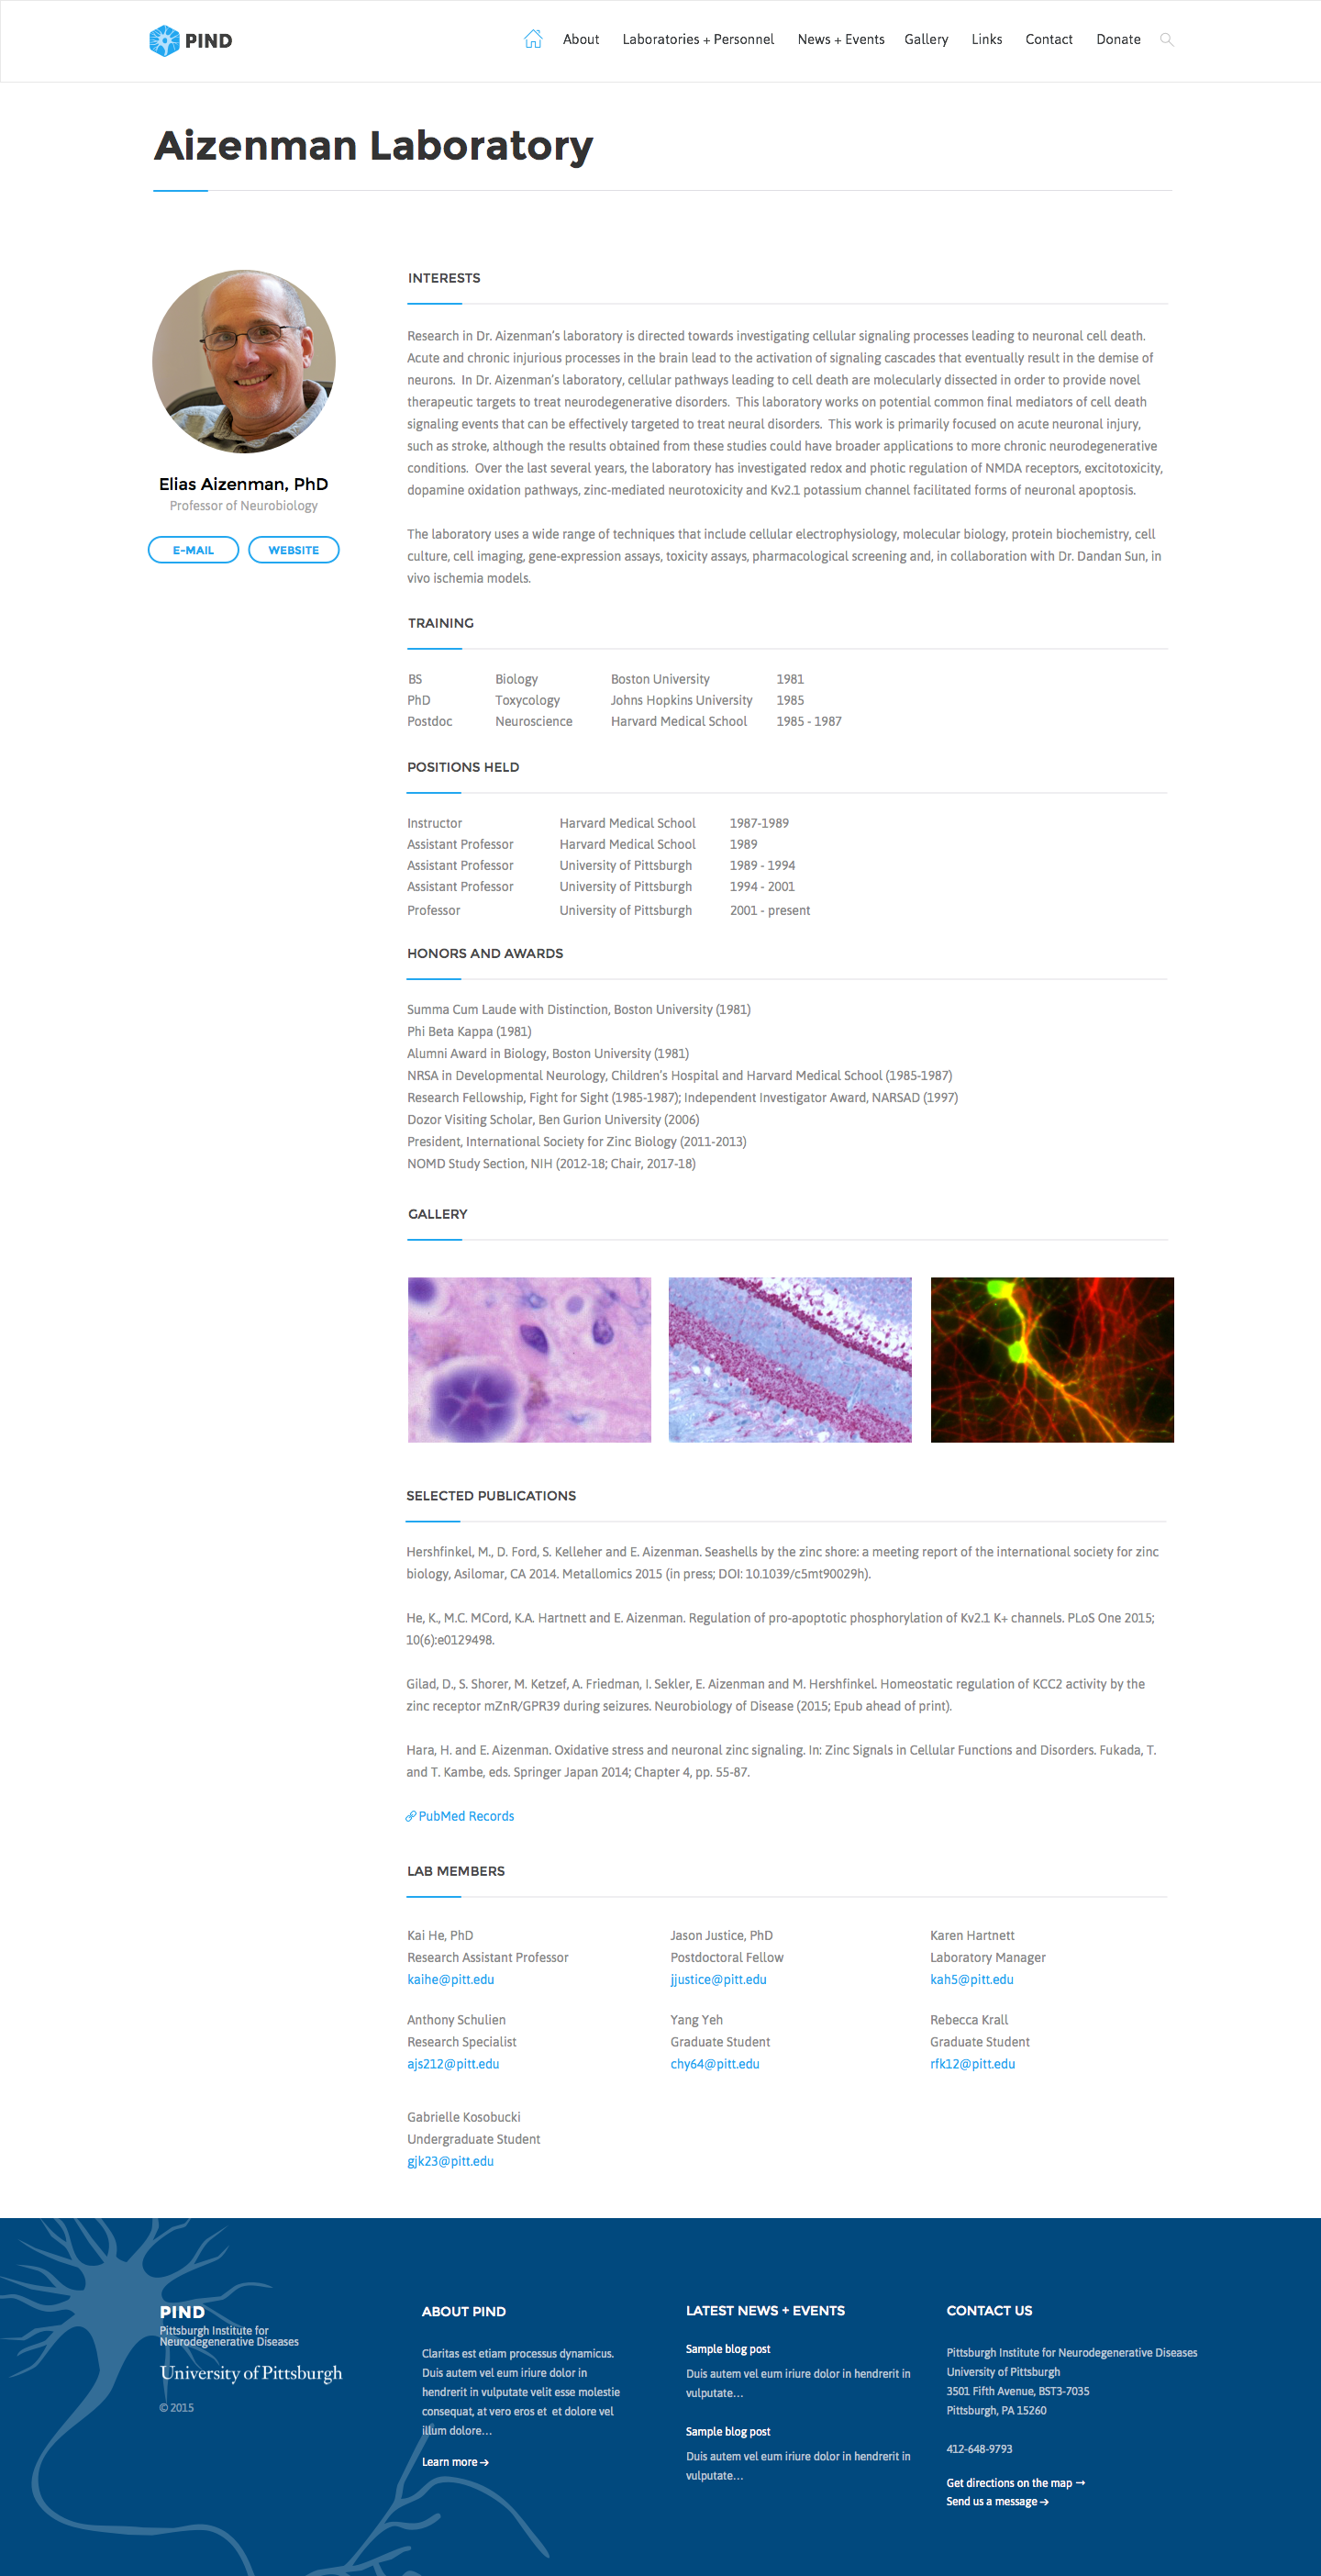 PIND
About Laboratories + Personnel News + Events Gallery Links Contact Donate
Aizenman Laboratory
Elias Aizenman, PhD
Professor of Neurobiology
E-MAIL WEBSITE
INTERESTS
Research in Dr. Aizenman's laboratory is directed towards investigating cellular signaling processes leading to neuronal cell death.
Acute and chronic injurious processes in the brain lead to the activation of signaling cascades that eventually result in the demise of
neurons. In Dr. Aizenman's laboratory, cellular pathways leading to cell death are molecularly dissected in order to provide novel
therapeutic targets to treat neurodegenerative disorders. This laboratory works on potential common final mediators of cell death
signaling events that can be effectively targeted to treat neural disorders. This work is primarily focused on acute neuronal injury,
such as stroke, although the results obtained from these studies could have broader applications to more chronic neurodegenerative
conditions. Over the last several years, the laboratory has investigated redox and photic regulation of NMDA receptors, excitotoxicity,
dopamine oxidation pathways, zinc-mediated neurotoxicity and Kv2.1 potassium channel facilitated forms of neuronal apoptosis.
The laboratory uses a wide range of techniques that include cellular electrophysiology, molecular biology, protein biochemistry, cell
culture, cell imaging, gene-expression assays, toxicity assays, pharmacological screening and, in collaboration with Dr. Dandan Sun, in
vivo ischemia models.
TRAINING
BS Biology Boston University 1981
PhD Toxycology Johns Hopkins University 1985
Postdoc Neuroscience Harvard Medical School 1985 - 1987
POSITIONS HELD
Instructor Harvard Medical School 1987-1989
Assistant Professor Harvard Medical School 1989
Assistant Professor University of Pittsburgh 1989 - 1994
Assistant Professor University of Pittsburgh 1994 - 2001
Professor University of Pittsburgh 2001 - present
HONORS AND AWARDS
Summa Cum Laude with Distinction, Boston University (1981)
Phi Beta Kappa (1981)
Alumni Award in Biology, Boston University (1981)
NRSA in Developmental Neurology, Children's Hospital and Harvard Medical School (1985-1987)
Research Fellowship, Fight for Sight (1985-1987); Independent Investigator Award, NARSAD (1997)
Dozor Visiting Scholar, Ben Gurion University (2006)
President, International Society for Zinc Biology (2011-2013)
NOMD Study Section, NIH (2012-18; Chair, 2017-18)
GALLERY
SELECTED PUBLICATIONS
Hershfinkel, M., D. Ford, S. Kelleher and E. Aizenman. Seashells by the zinc shore: a meeting report of the international society for zinc
biology, Asilomar, CA 2014. Metallomics 2015 (in press; DOI: 10.1039/c5mt90029h).
He, K., M.C. MCord, K.A. Hartnett and E. Aizenman. Regulation of pro-apoptotic phosphorylation of Kv2.1 K+ channels. PLoS One 2015;
10(6):e0129498.
Gilad, D., S. Shorer, M. Ketzef, A. Friedman, I. Sekler, E. Aizenman and M. Hershfinkel. Homeostatic regulation of KCC2 activity by the
zinc receptor mZnR/GPR39 during seizures. Neurobiology of Disease (2015; Epub ahead of print).
Hara, H. and E. Aizenman. Oxidative stress and neuronal zinc signaling. In: Zinc Signals in Cellular Functions and Disorders. Fukada, T.
and T. Kambe, eds. Springer Japan 2014; Chapter 4, pp. 55-87.
PubMed Records
LAB MEMBERS
Kai He, PhD
Research Assistant Professor
kaihe@pitt.edu
Jason Justice, PhD
Postdoctoral Fellow
jjustice@pitt.edu
Karen Hartnett
Laboratory Manager
kah5@pitt.edu
Anthony Schulien
Research Specialist
ajs212@pitt.edu
Yang Yeh
Graduate Student
chy64@pitt.edu
Rebecca Krall
Graduate Student
rfk12@pitt.edu
Gabrielle Kosobucki
Undergraduate Student
gjk23@pitt.edu
PIND
Pittsburgh Institute for
Neurodegenerative Diseases
University of Pittsburgh
© 2015
ABOUT PIND
Claritas est etiam processus dynamicus.
Duis autem vel eum iriure dolor in
hendrerit in vulputate velit esse molestie
consequat, at vero eros et et dolore vel
illum dolore…
Learn more →
LATEST NEWS + EVENTS
Sample blog post
Duis autem vel eum iriure dolor in hendrerit in
vulputate…
Sample blog post
Duis autem vel eum iriure dolor in hendrerit in
vulputate…
CONTACT US
Pittsburgh Institute for Neurodegenerative Diseases
University of Pittsburgh
3501 Fifth Avenue, BST3-7035
Pittsburgh, PA 15260
412-648-9793
Get directions on the map →
Send us a message →